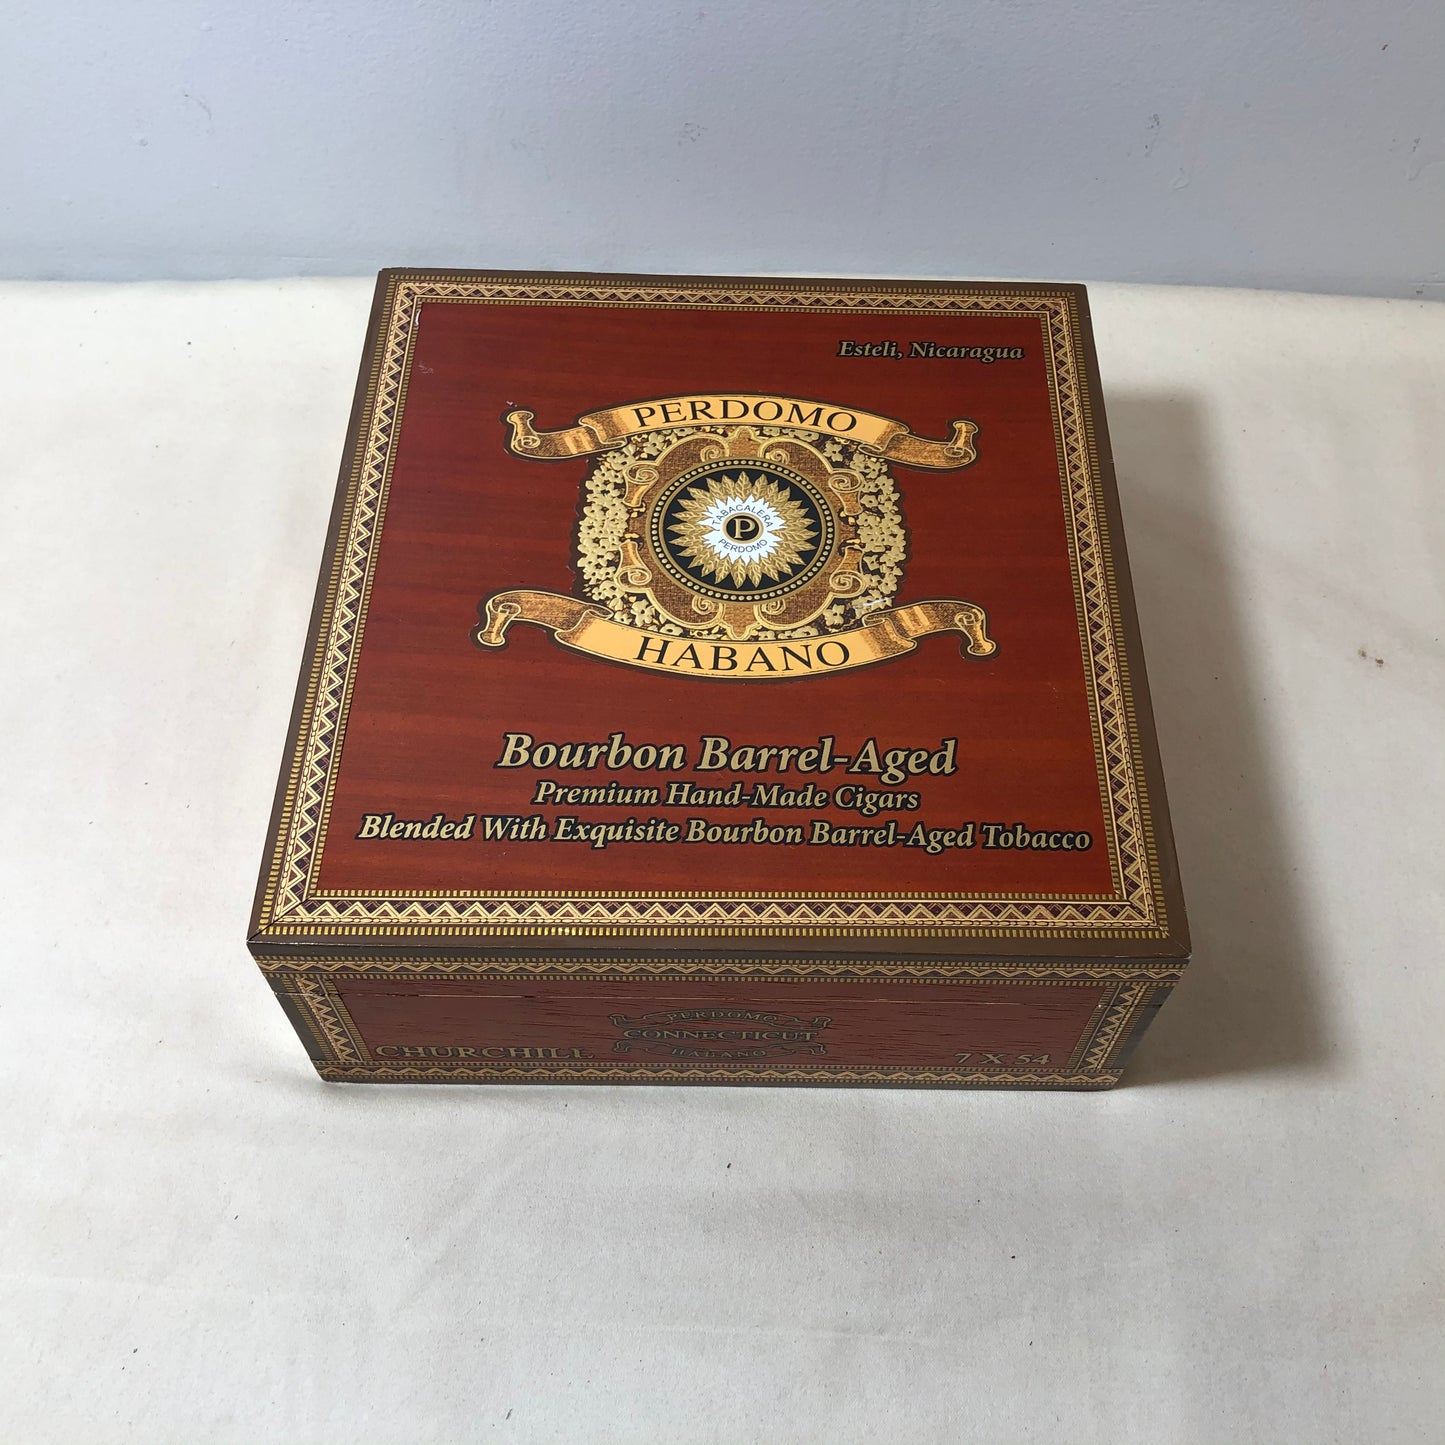 Esteli, Nicaragua
PERDOMO
TABACALERA
P
PERDOMO
HABANO
Bourbon Barrel-Aged
Premium Hand-Made Cigars
Blended With Exquisite Bourbon Barrel-Aged Tobacco
PERDOMO
CONNECTICUT
HABANO
CHURCHILL
7 X 54